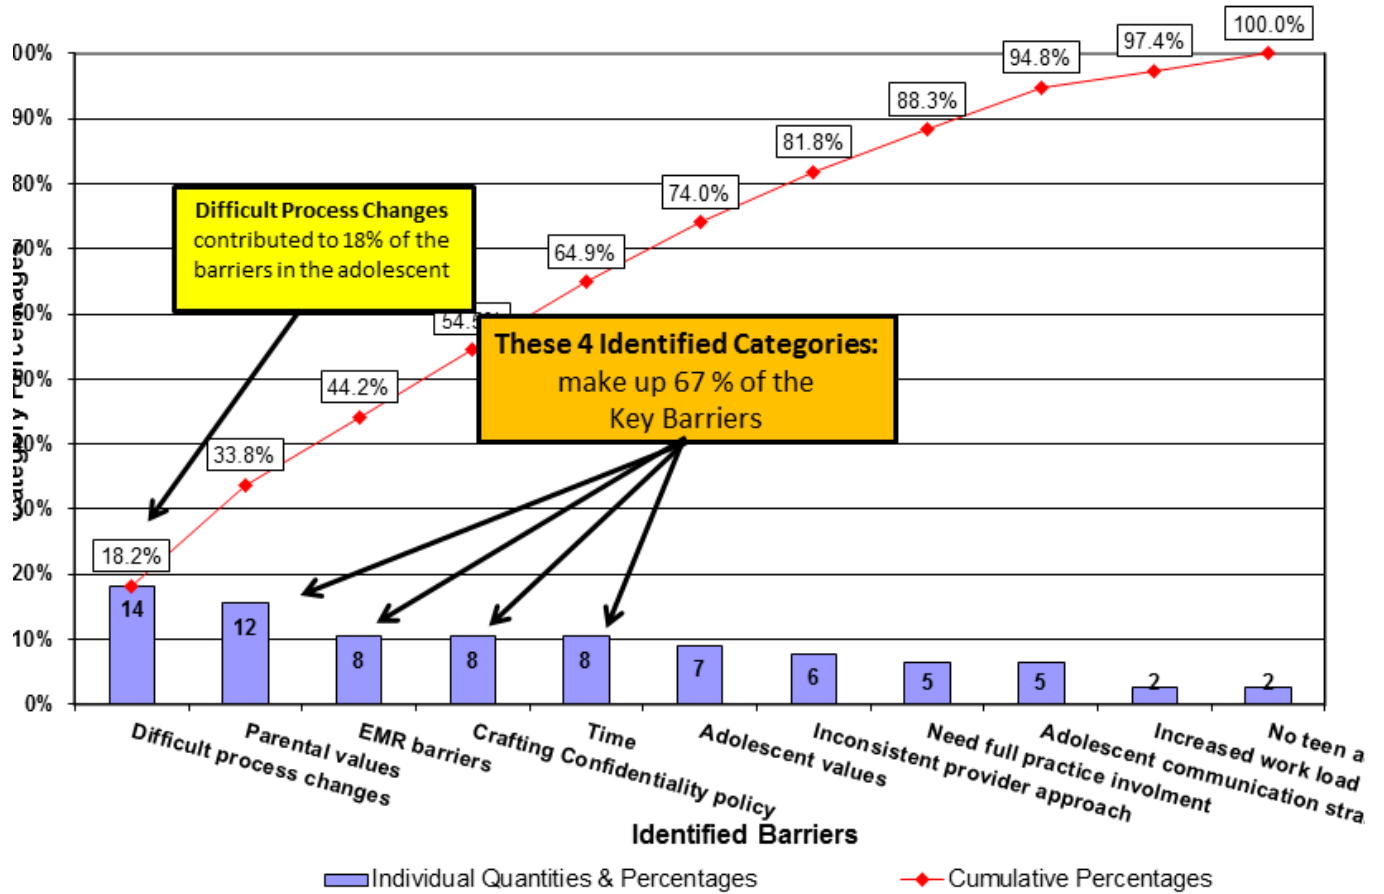 100.0%
97.4%
94.8%
88.3%
81.8%
74.0%
64.9%
44.2%
33.8%
18.2%
00%
90%
80%
70%
60%
50%
40%
30%
20%
10%
0%
Difficult Process Changes
contributed to 18% of the
barriers in the adolescent
These 4 Identified Categories:
make up 67 % of the
Key Barriers
14
12
8
8
8
7
6
5
5
2
2
Difficult process changes
Parental values
EMR barriers
Crafting Confidentiality policy
Time
Adolescent values
Inconsistent provider approach
Need full practice involment
Adolescent communication stra
Increased work load
No teen a
Identified Barriers
Individual Quantities & Percentages
Cumulative Percentages